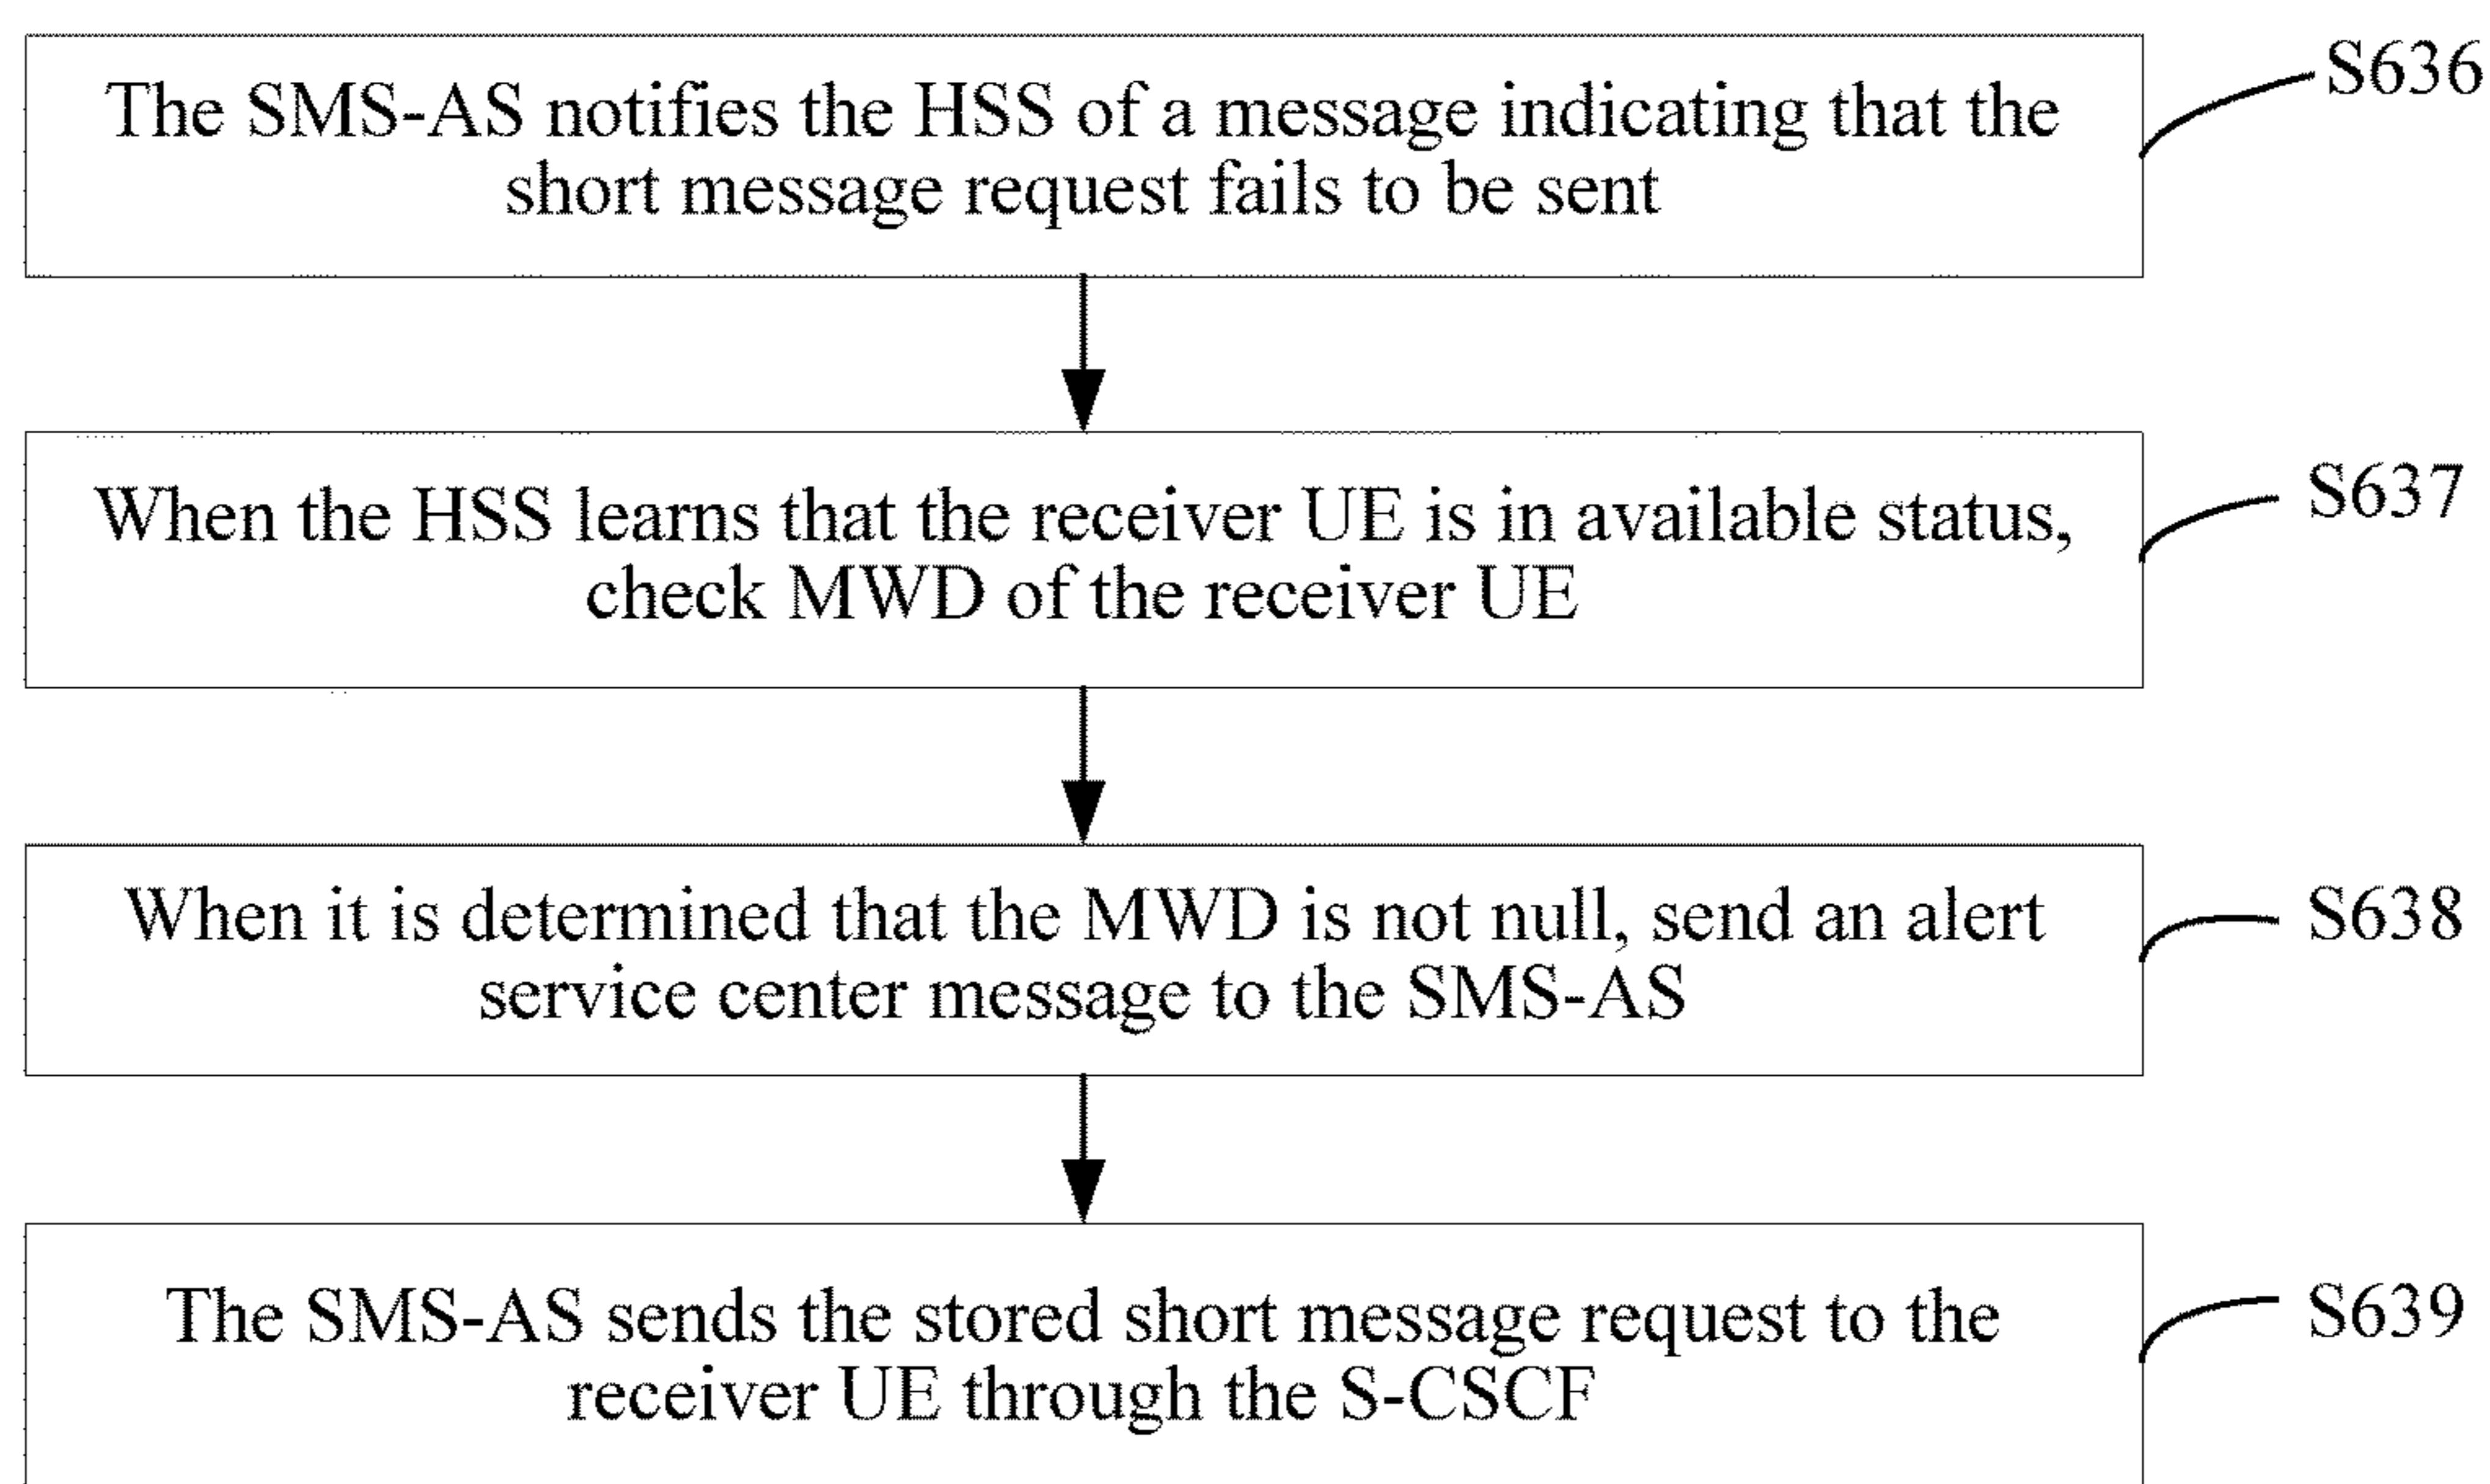 The SMS-AS notifies the HSS of a message indicating that the
short message request fails to be sent
S636
When the HSS learns that the receiver UE is in available status,
check MWD of the receiver UE
S637
When it is determined that the MWD is not null, send an alert
service center message to the SMS-AS
S638
The SMS-AS sends the stored short message request to the
receiver UE through the S-CSCF
S639